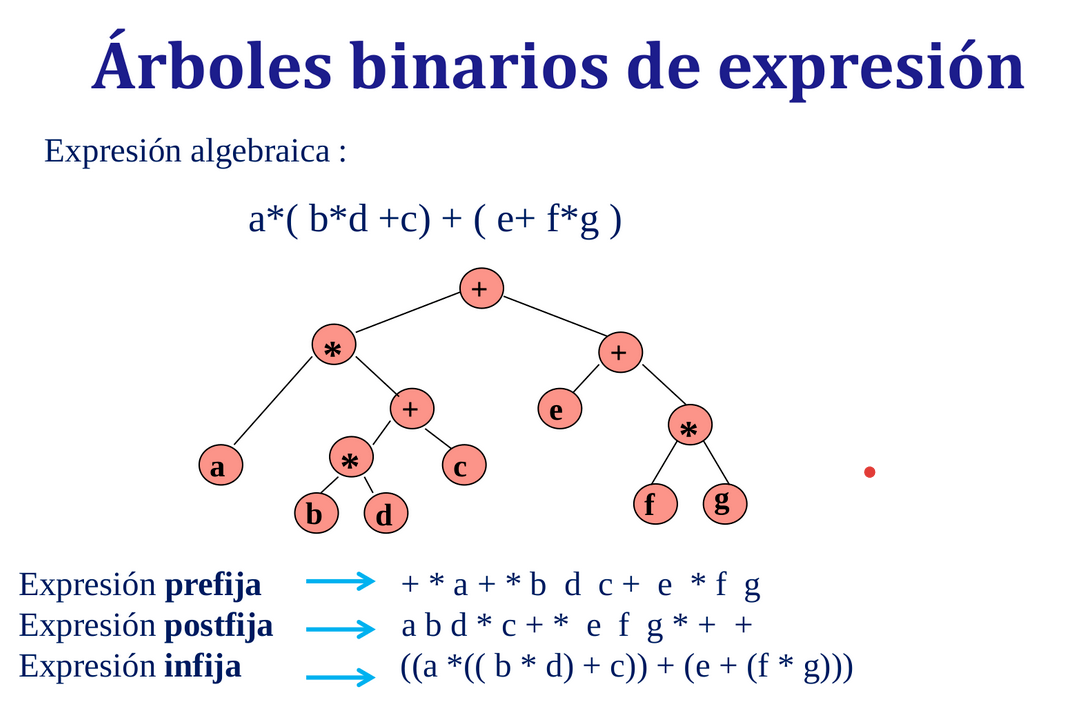 Árboles binarios de expresión
Expresión algebraica :
a*( b*d +c) + ( e+ f*g )
+
* +
+ e
a * c * 
b d f g
Expresión prefija + * a + * b d c + e * f g
Expresión postfija a b d * c + * e f g * + +
Expresión infija ((a *(( b * d) + c)) + (e + (f * g)))